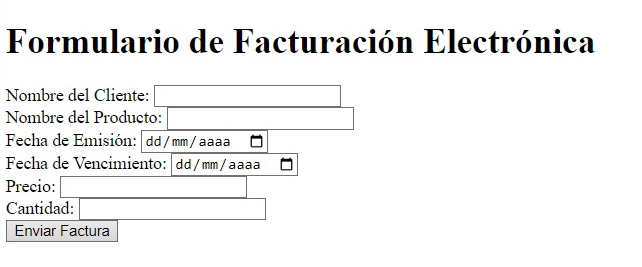 Formulario de Facturación Electrónica
Nombre del Cliente:
Nombre del Producto:
Fecha de Emisión: dd/mm/aaaa
Fecha de Vencimiento: dd/mm/aaaa
Precio:
Cantidad:
Enviar Factura